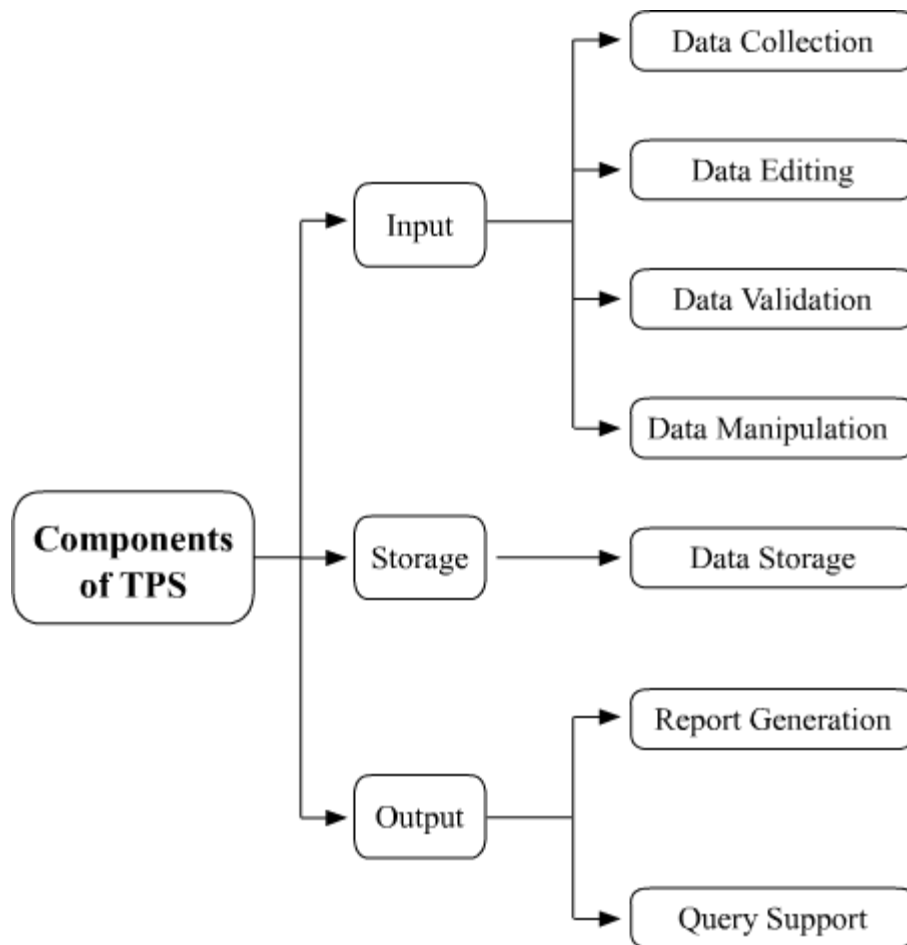 Data Collection
Data Editing
Input
Data Validation
Data Manipulation
Components
of TPS
Storage
Data Storage
Report Generation
Output
Query Support